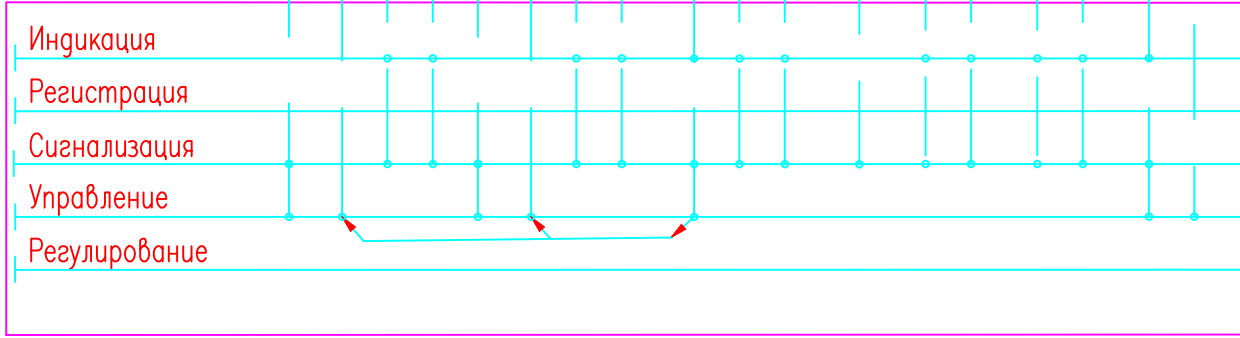 Индикация
Регистрация
Сигнализация
Управление
Регулирование